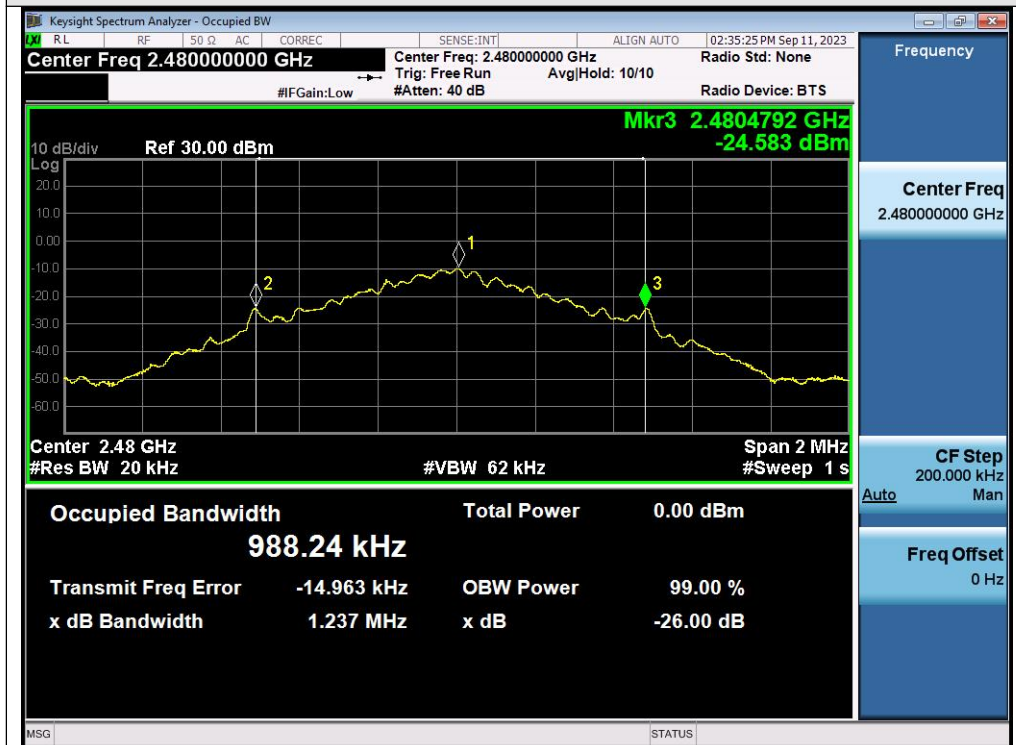 Keysight Spectrum Analyzer - Occupied BW
LXI RL RF 50 Ω AC CORREC SENSE:INT ALIGN AUTO 02:35:25 PM Sep 11, 2023
Center Freq 2.480000000 GHz
Center Freq: 2.480000000 GHz
Radio Std: None
Trig: Free Run
Avg|Hold: 10/10
#IFGain:Low
#Atten: 40 dB
Radio Device: BTS
Mkr3 2.4804792 GHz
-24.583 dBm
10 dB/div
Ref 30.00 dBm
Log
20.0
10.0
0.00
-10.0
-20.0
-30.0
-40.0
-50.0
-60.0
1
2
3
Center 2.48 GHz
Span 2 MHz
#Res BW 20 kHz
#VBW 62 kHz
#Sweep 1 s
Occupied Bandwidth
Total Power 0.00 dBm
988.24 kHz
Transmit Freq Error -14.963 kHz
OBW Power 99.00 %
x dB Bandwidth 1.237 MHz
x dB -26.00 dB
MSG
STATUS
Frequency
Center Freq
2.480000000 GHz
CF Step
200.000 kHz
Auto Man
Freq Offset
0 Hz